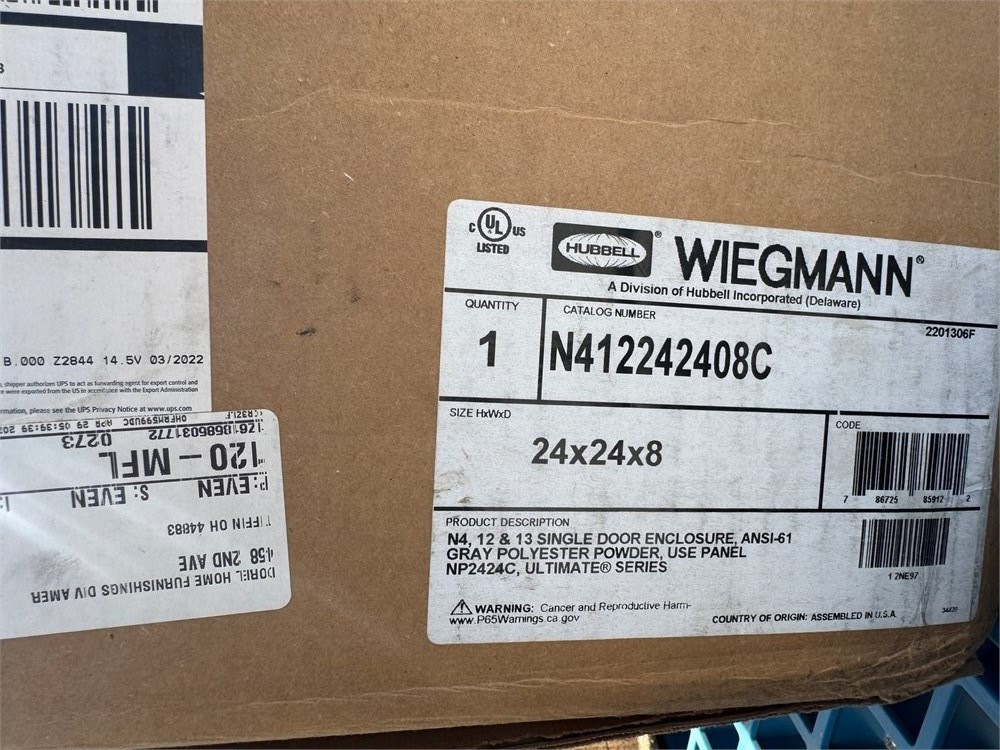 B.000 Z2844 14.5V 03/2022
, shipper authorizes UPS to act as forwarding agent for export control and
were exported from the US in accordance with the Export Administration
rmation, please see the UPS Privacy Notice at www.ups.com
DOREL HOME FURNISHINGS DIV AMER
458 2ND AVE
TIFFIN OH 44883
P: EVEN S: EVEN
120 – MFL
0273
C UL US
LISTED
HUBBELL®
WIEGMANN®
A Division of Hubbell Incorporated (Delaware)
QUANTITY
1
CATALOG NUMBER
2201306F
N412242408C
SIZE HxWxD
24x24x8
CODE
7 86725 85912 2
PRODUCT DESCRIPTION
N4, 12 & 13 SINGLE DOOR ENCLOSURE, ANSI-61
GRAY POLYESTER POWDER, USE PANEL
NP2424C, ULTIMATE® SERIES
1 2NE97
WARNING: Cancer and Reproductive Harm-
www.P65Warnings.ca.gov
COUNTRY OF ORIGIN: ASSEMBLED IN U.S.A.